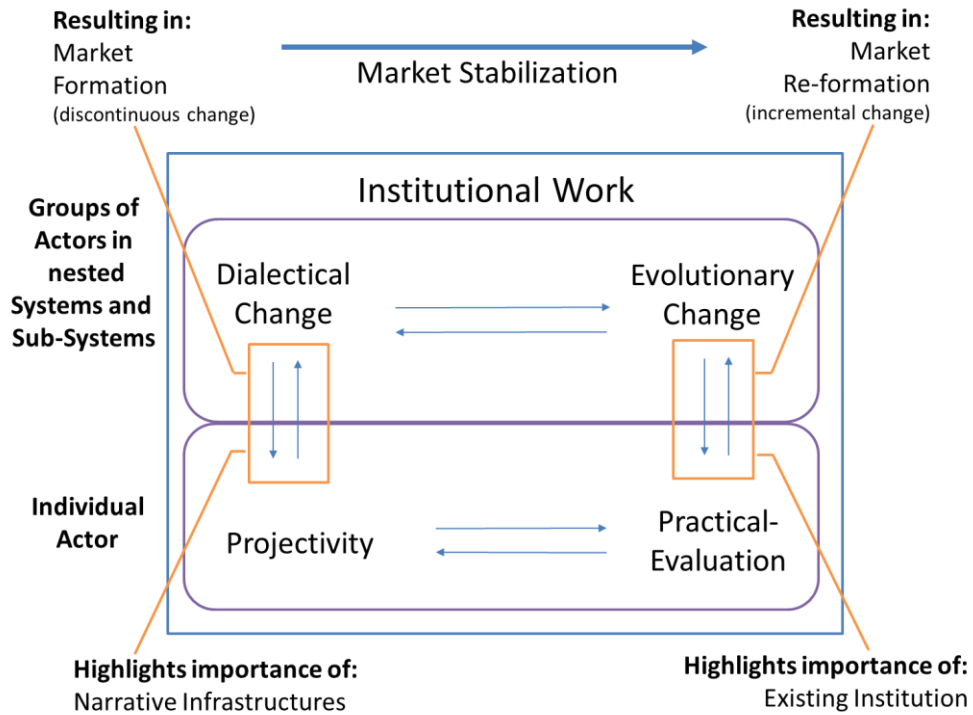 Resulting in:
Market
Formation
(discontinuous change)
Market Stabilization
Resulting in:
Market
Re-formation
(incremental change)
Institutional Work
Groups of
Actors in
nested
Systems and
Sub-Systems
Dialectical
Change
Evolutionary
Change
Individual
Actor
Projectivity
Practical-
Evaluation
Highlights importance of:
Narrative Infrastructures
Highlights importance of:
Existing Institution